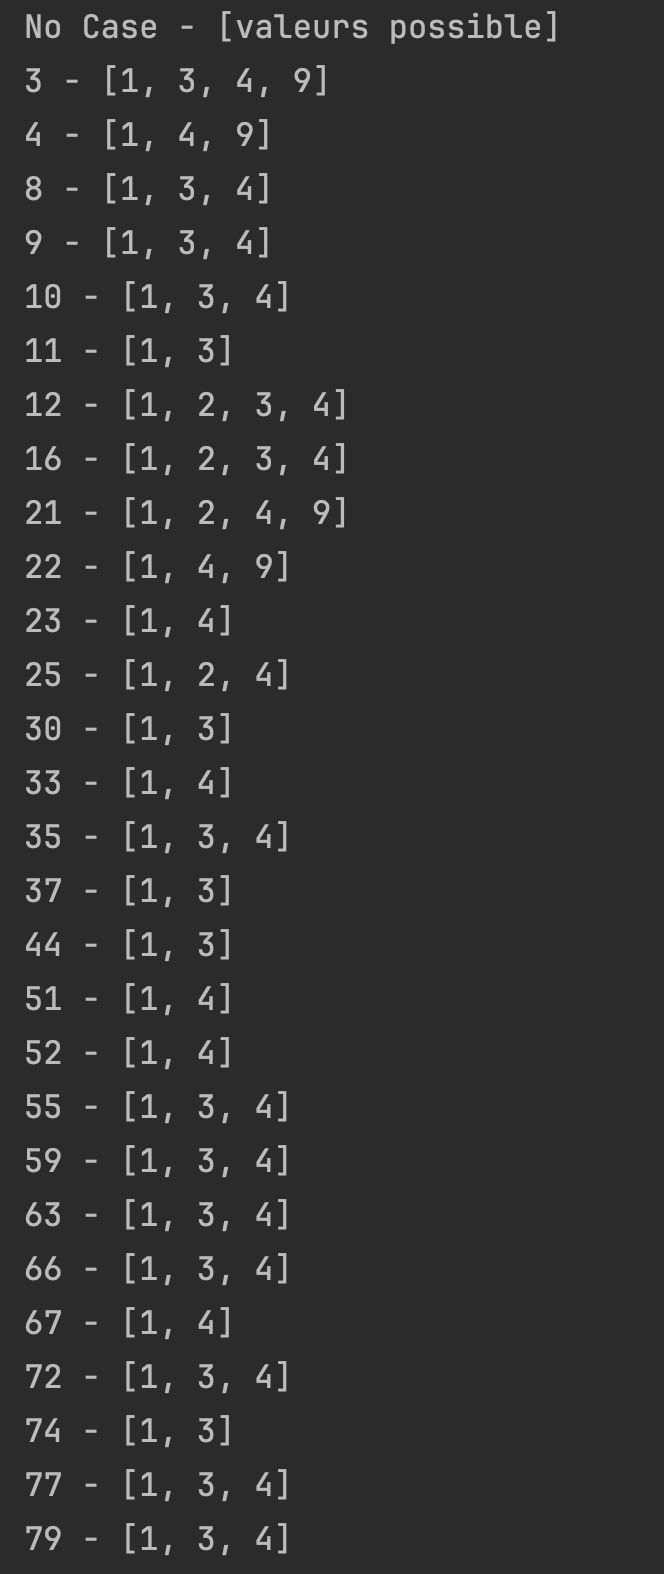 No Case - [valeurs possible]
3 - [1, 3, 4, 9]
4 - [1, 4, 9]
8 - [1, 3, 4]
9 - [1, 3, 4]
10 - [1, 3, 4]
11 - [1, 3]
12 - [1, 2, 3, 4]
16 - [1, 2, 3, 4]
21 - [1, 2, 4, 9]
22 - [1, 4, 9]
23 - [1, 4]
25 - [1, 2, 4]
30 - [1, 3]
33 - [1, 4]
35 - [1, 3, 4]
37 - [1, 3]
44 - [1, 3]
51 - [1, 4]
52 - [1, 4]
55 - [1, 3, 4]
59 - [1, 3, 4]
63 - [1, 3, 4]
66 - [1, 3, 4]
67 - [1, 4]
72 - [1, 3, 4]
74 - [1, 3]
77 - [1, 3, 4]
79 - [1, 3, 4]